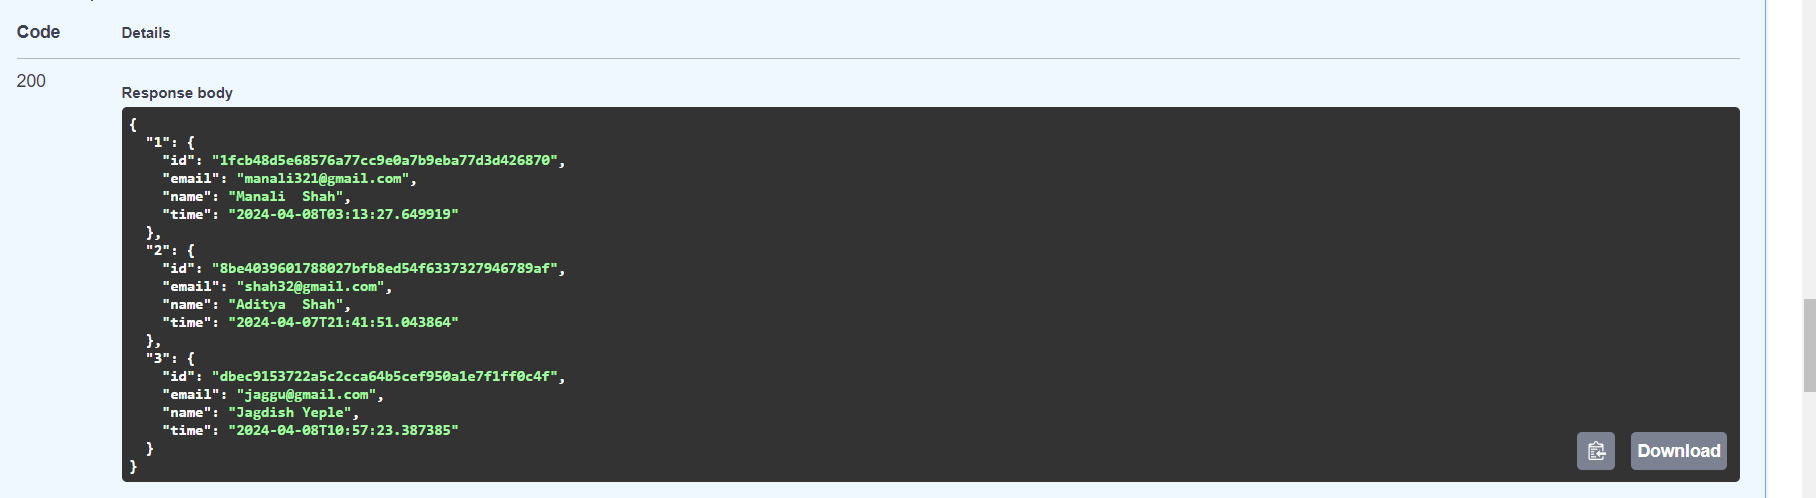 Code Details
200
Response body
{
  "1": {
    "id": "1fcb48d5e68576a77cc9e0a7b9eba77d3d426870",
    "email": "manali321@gmail.com",
    "name": "Manali  Shah",
    "time": "2024-04-08T03:13:27.649919"
  },
  "2": {
    "id": "8be4039601788027bfb8ed54f6337327946789af",
    "email": "shah32@gmail.com",
    "name": "Aditya  Shah",
    "time": "2024-04-07T21:41:51.043864"
  },
  "3": {
    "id": "dbec9153722a5c2cca64b5cef950a1e7f1ff0c4f",
    "email": "jaggu@gmail.com",
    "name": "Jagdish Yeple",
    "time": "2024-04-08T10:57:23.387385"
  }
}
Download